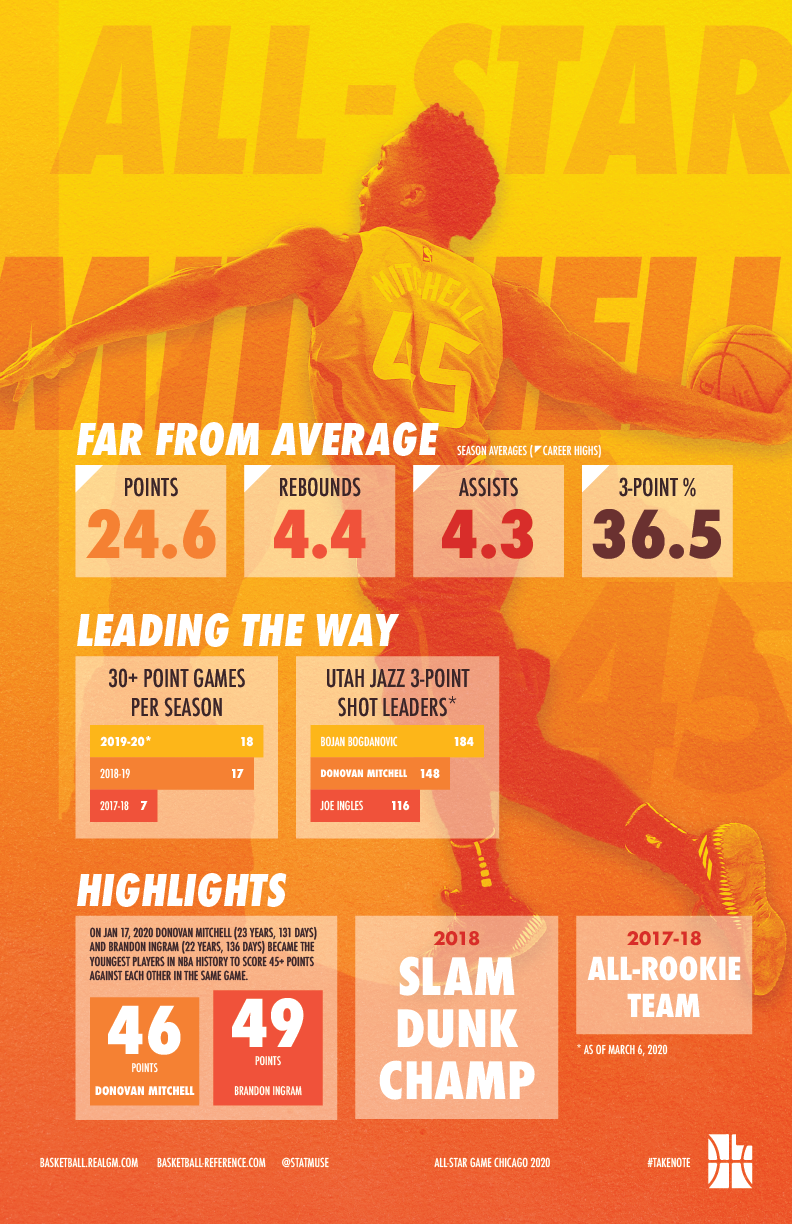 ALL-STAR
MITCHELL
MITCHELL
45
FAR FROM AVERAGE
SEASON AVERAGES ( CAREER HIGHS)
POINTS
24.6
REBOUNDS
4.4
ASSISTS
4.3
3-POINT %
36.5
45
LEADING THE WAY
30+ POINT GAMES
PER SEASON
2019-20* 18
2018-19 17
2017-18 7
UTAH JAZZ 3-POINT
SHOT LEADERS*
BOJAN BOGDANOVIC 184
DONOVAN MITCHELL 148
JOE INGLES 116
HIGHLIGHTS
ON JAN 17, 2020 DONOVAN MITCHELL (23 YEARS, 131 DAYS)
AND BRANDON INGRAM (22 YEARS, 136 DAYS) BECAME THE
YOUNGEST PLAYERS IN NBA HISTORY TO SCORE 45+ POINTS
AGAINST EACH OTHER IN THE SAME GAME.
46
POINTS
DONOVAN MITCHELL
49
POINTS
BRANDON INGRAM
2018
SLAM
DUNK
CHAMP
2017-18
ALL-ROOKIE
TEAM
* AS OF MARCH 6, 2020
BASKETBALL.REALGM.COM BASKETBALL-REFERENCE.COM @STATMUSE ALL-STAR GAME CHICAGO 2020 #TAKENOTE